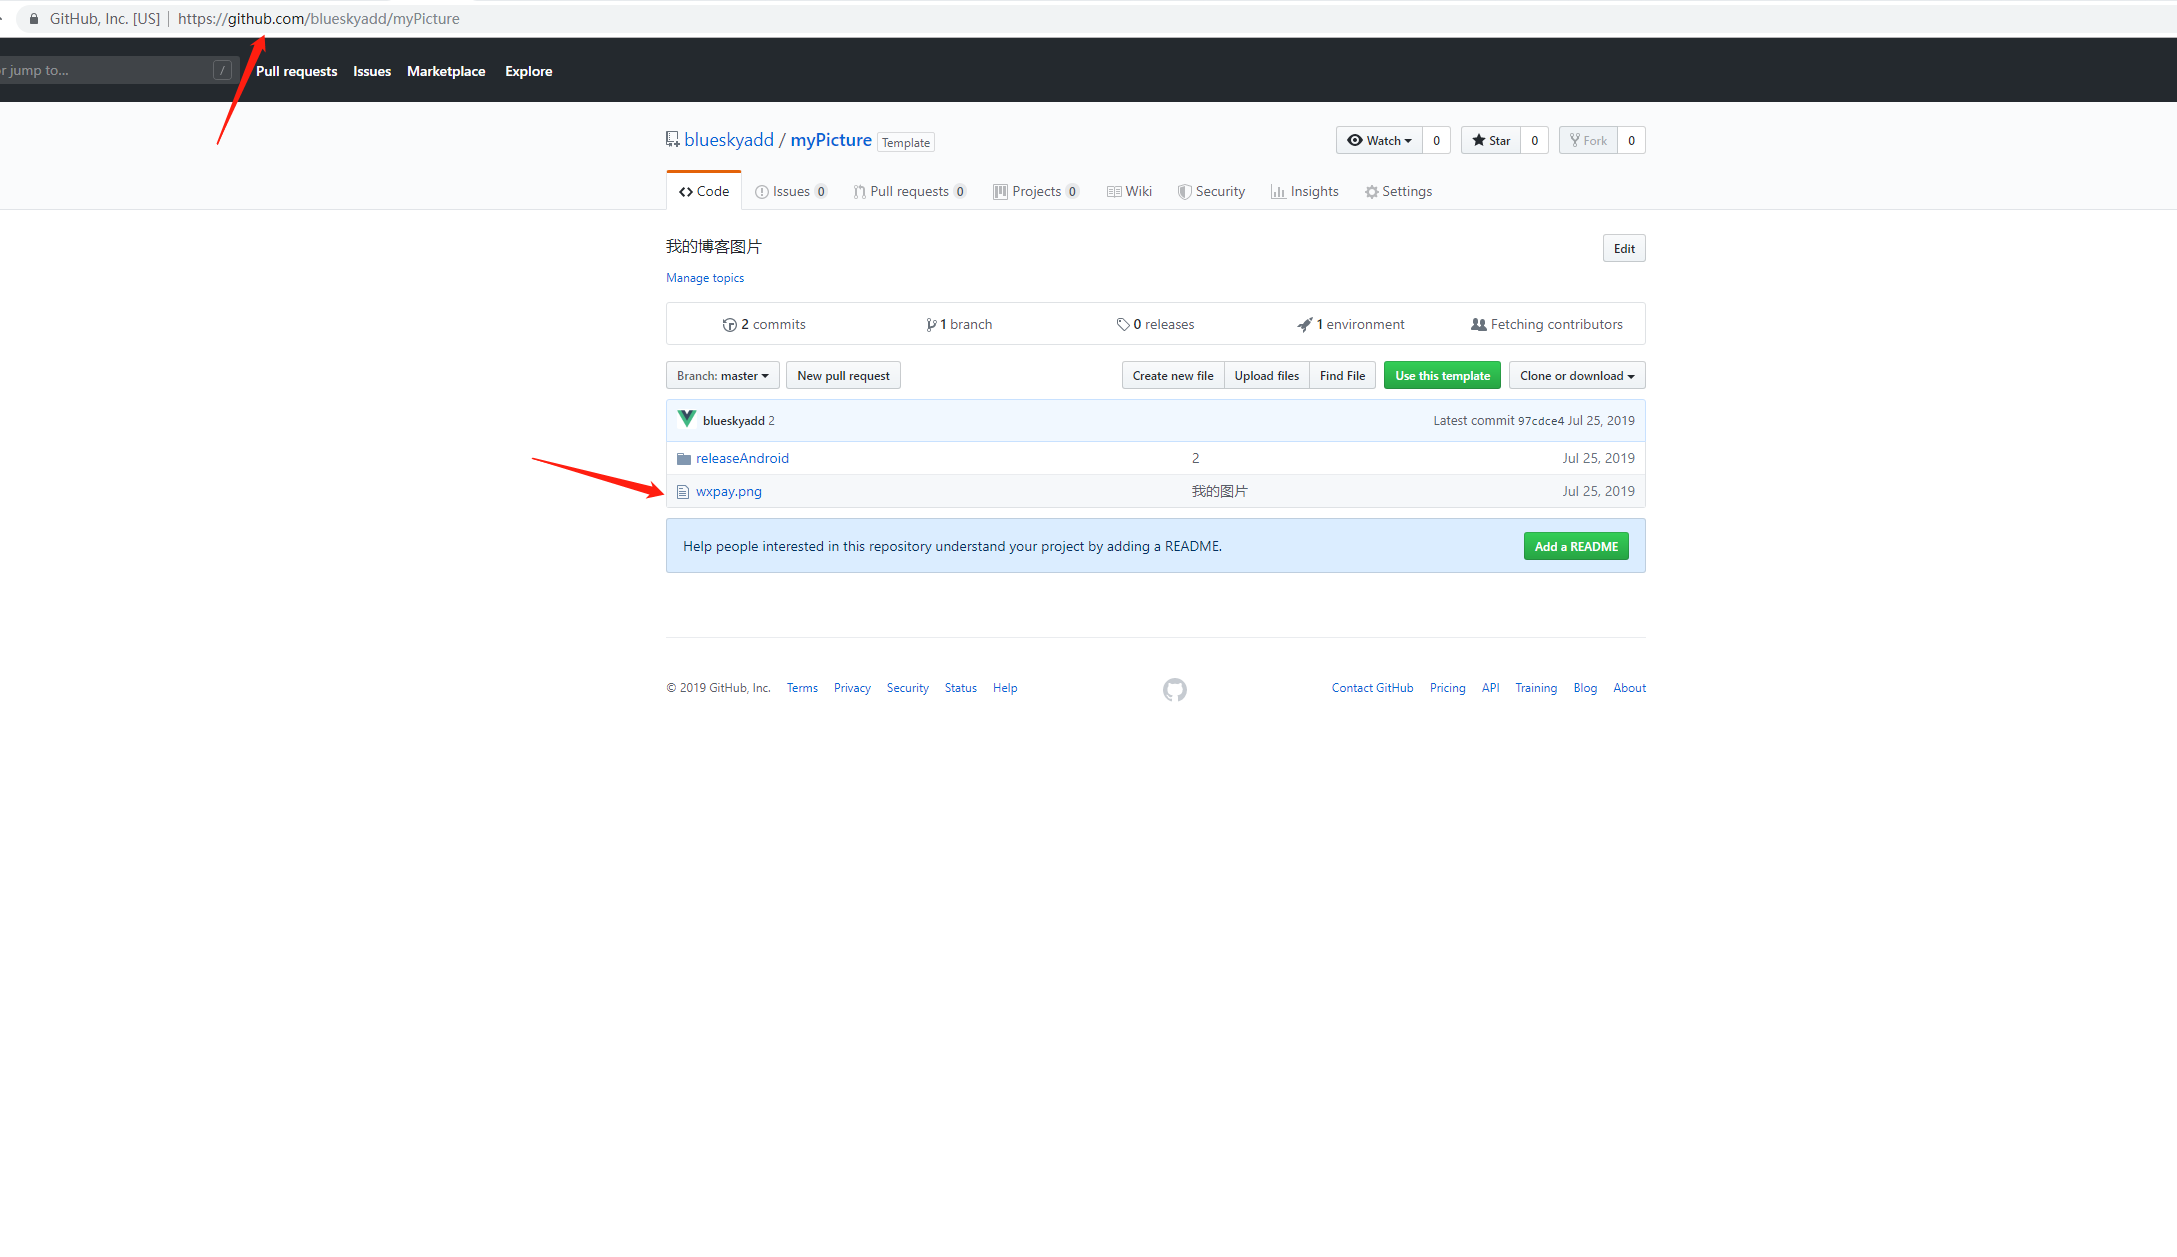 GitHub, Inc. [US] | https://github.com/blueskyadd/myPicture
r jump to... / Pull requests Issues Marketplace Explore
blueskyadd / myPicture Template Watch 0 Star 0 Fork 0
Code Issues 0 Pull requests 0 Projects 0 Wiki Security Insights Settings
我的博客图片 Edit
Manage topics
2 commits 1 branch 0 releases 1 environment Fetching contributors
Branch: master New pull request Create new file Upload files Find File Use this template Clone or download
blueskyadd 2 Latest commit 97cdce4 Jul 25, 2019
releaseAndroid 2 Jul 25, 2019
wxpay.png 我的图片 Jul 25, 2019
Help people interested in this repository understand your project by adding a README. Add a README
© 2019 GitHub, Inc. Terms Privacy Security Status Help Contact GitHub Pricing API Training Blog About